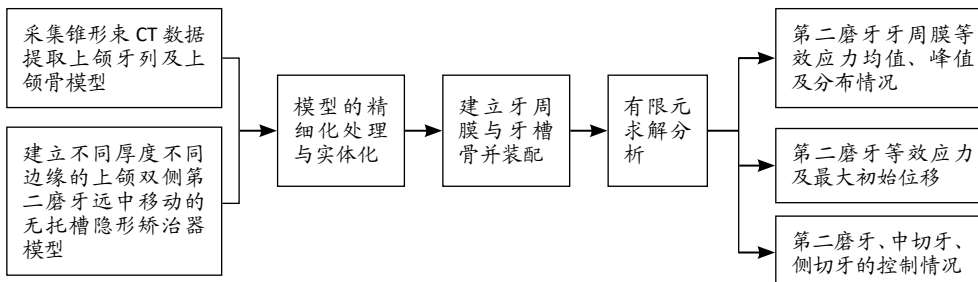 采集锥形束 CT 数据
提取上颌牙列及上
颌骨模型
建立不同厚度不同
边缘的上颌双侧第
二磨牙远中移动的
无托槽隐形矫治器
模型
模型的精
细化处理
与实体化
建立牙周
膜与牙槽
骨并装配
有限元
求解分
析
第二磨牙牙周膜等
效应力均值、峰值
及分布情况
第二磨牙等效应力
及最大初始位移
第二磨牙、中切牙、
侧切牙的控制情况